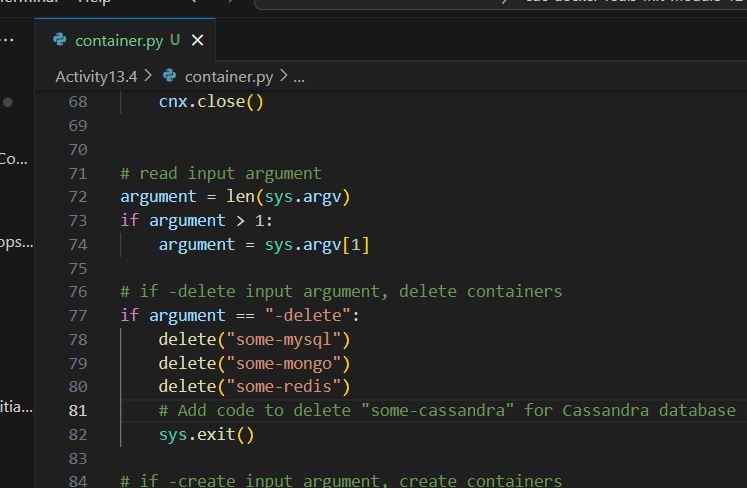 Help
container.py U
Activity13.4 > container.py > ...
68 cnx.close()
69
70
71 # read input argument
72 argument = len(sys.argv)
73 if argument > 1:
74 argument = sys.argv[1]
75
76 # if -delete input argument, delete containers
77 if argument == "-delete":
78 delete("some-mysql")
79 delete("some-mongo")
80 delete("some-redis")
81 # Add code to delete "some-cassandra" for Cassandra database
82 sys.exit()
83
84 # if -create input argument, create containers
Co...
ops...
itia...